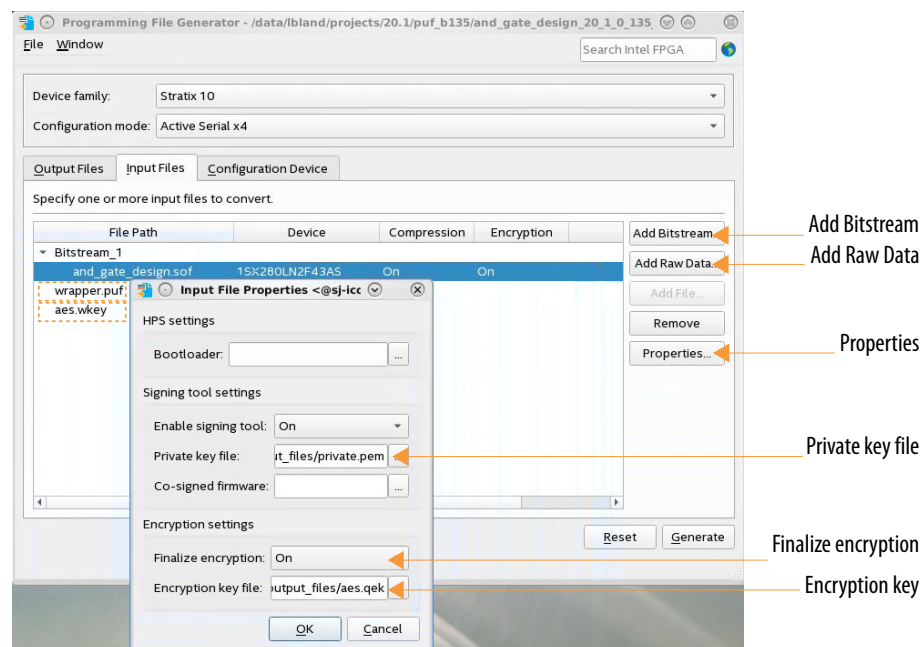 Programming File Generator - /data/lbland/projects/20.1/puf_b135/and_gate_design_20_1_0_135_
File Window
Search Intel FPGA
Device family: Stratix 10
Configuration mode: Active Serial x4
Output Files Input Files Configuration Device
Specify one or more input files to convert.
File Path Device Compression Encryption
Bitstream_1
and_gate_design.sof 1SX280LN2F43AS On On
wrapper.puf
aes.wkey
Add Bitstream
Add Raw Data..
Add File...
Remove
Properties...
Input File Properties <@sj-icc
HPS settings
Bootloader: ...
Signing tool settings
Enable signing tool: On
Private key file: ut_files/private.pem
Co-signed firmware: ...
Encryption settings
Finalize encryption: On
Encryption key file: output_files/aes.qek
OK Cancel
Reset Generate
Add Bitstream
Add Raw Data
Properties
Private key file
Finalize encryption
Encryption key